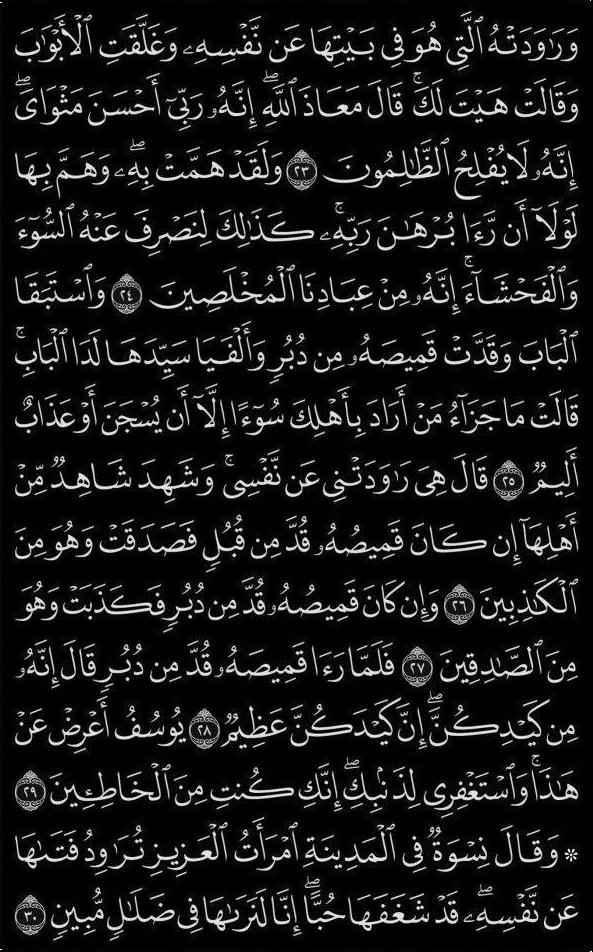 وَرَٰوَدَتْهُ ٱلَّتِى هُوَ فِى بَيْتِهَا عَن نَّفْسِهِۦ وَغَلَّقَتِ ٱلْأَبْوَٰبَ
وَقَالَتْ هَيْتَ لَكَ ۚ قَالَ مَعَاذَ ٱللَّهِ ۖ إِنَّهُۥ رَبِّىٓ أَحْسَنَ مَثْوَاىَ ۖ
إِنَّهُۥ لَا يُفْلِحُ ٱلظَّٰلِمُونَ ٢٣ وَلَقَدْ هَمَّتْ بِهِۦ ۖ وَهَمَّ بِهَا
لَوْلَآ أَن رَّءَا بُرْهَٰنَ رَبِّهِۦ ۚ كَذَٰلِكَ لِنَصْرِفَ عَنْهُ ٱلسُّوٓءَ
وَٱلْفَحْشَآءَ ۚ إِنَّهُۥ مِنْ عِبَادِنَا ٱلْمُخْلَصِينَ ٢٤ وَٱسْتَبَقَا
ٱلْبَابَ وَقَدَّتْ قَمِيصَهُۥ مِن دُبُرٍ وَأَلْفَيَا سَيِّدَهَا لَدَا ٱلْبَابِ ۚ
قَالَتْ مَا جَزَآءُ مَنْ أَرَادَ بِأَهْلِكَ سُوٓءًا إِلَّآ أَن يُسْجَنَ أَوْ عَذَابٌ
أَلِيمٌ ٢٥ قَالَ هِىَ رَٰوَدَتْنِى عَن نَّفْسِى ۚ وَشَهِدَ شَاهِدٌ مِّنْ
أَهْلِهَآ إِن كَانَ قَمِيصُهُۥ قُدَّ مِن قُبُلٍ فَصَدَقَتْ وَهُوَ مِنَ
ٱلْكَٰذِبِينَ ٢٦ وَإِن كَانَ قَمِيصُهُۥ قُدَّ مِن دُبُرٍ فَكَذَبَتْ وَهُوَ
مِنَ ٱلصَّٰدِقِينَ ٢٧ فَلَمَّا رَءَا قَمِيصَهُۥ قُدَّ مِن دُبُرٍ قَالَ إِنَّهُۥ
مِن كَيْدِكُنَّ ۖ إِنَّ كَيْدَكُنَّ عَظِيمٌ ٢٨ يُوسُفُ أَعْرِضْ عَنْ
هَٰذَا ۚ وَٱسْتَغْفِرِى لِذَنۢبِكِ ۖ إِنَّكِ كُنتِ مِنَ ٱلْخَاطِـِٔينَ ٢٩
۞ وَقَالَ نِسْوَةٌ فِى ٱلْمَدِينَةِ ٱمْرَأَتُ ٱلْعَزِيزِ تُرَٰوِدُ فَتَىٰهَا
عَن نَّفْسِهِۦ ۖ قَدْ شَغَفَهَا حُبًّا ۖ إِنَّا لَنَرَىٰهَا فِى ضَلَٰلٍ مُّبِينٍ ٣٠